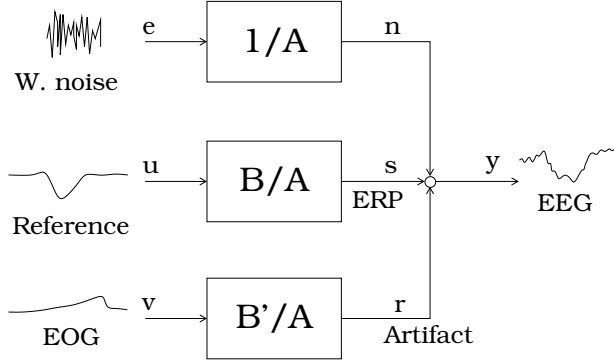 e
1/A
n
W. noise
u
B/A
s
y
ERP
Reference
EEG
v
B'/A
r
EOG
Artifact